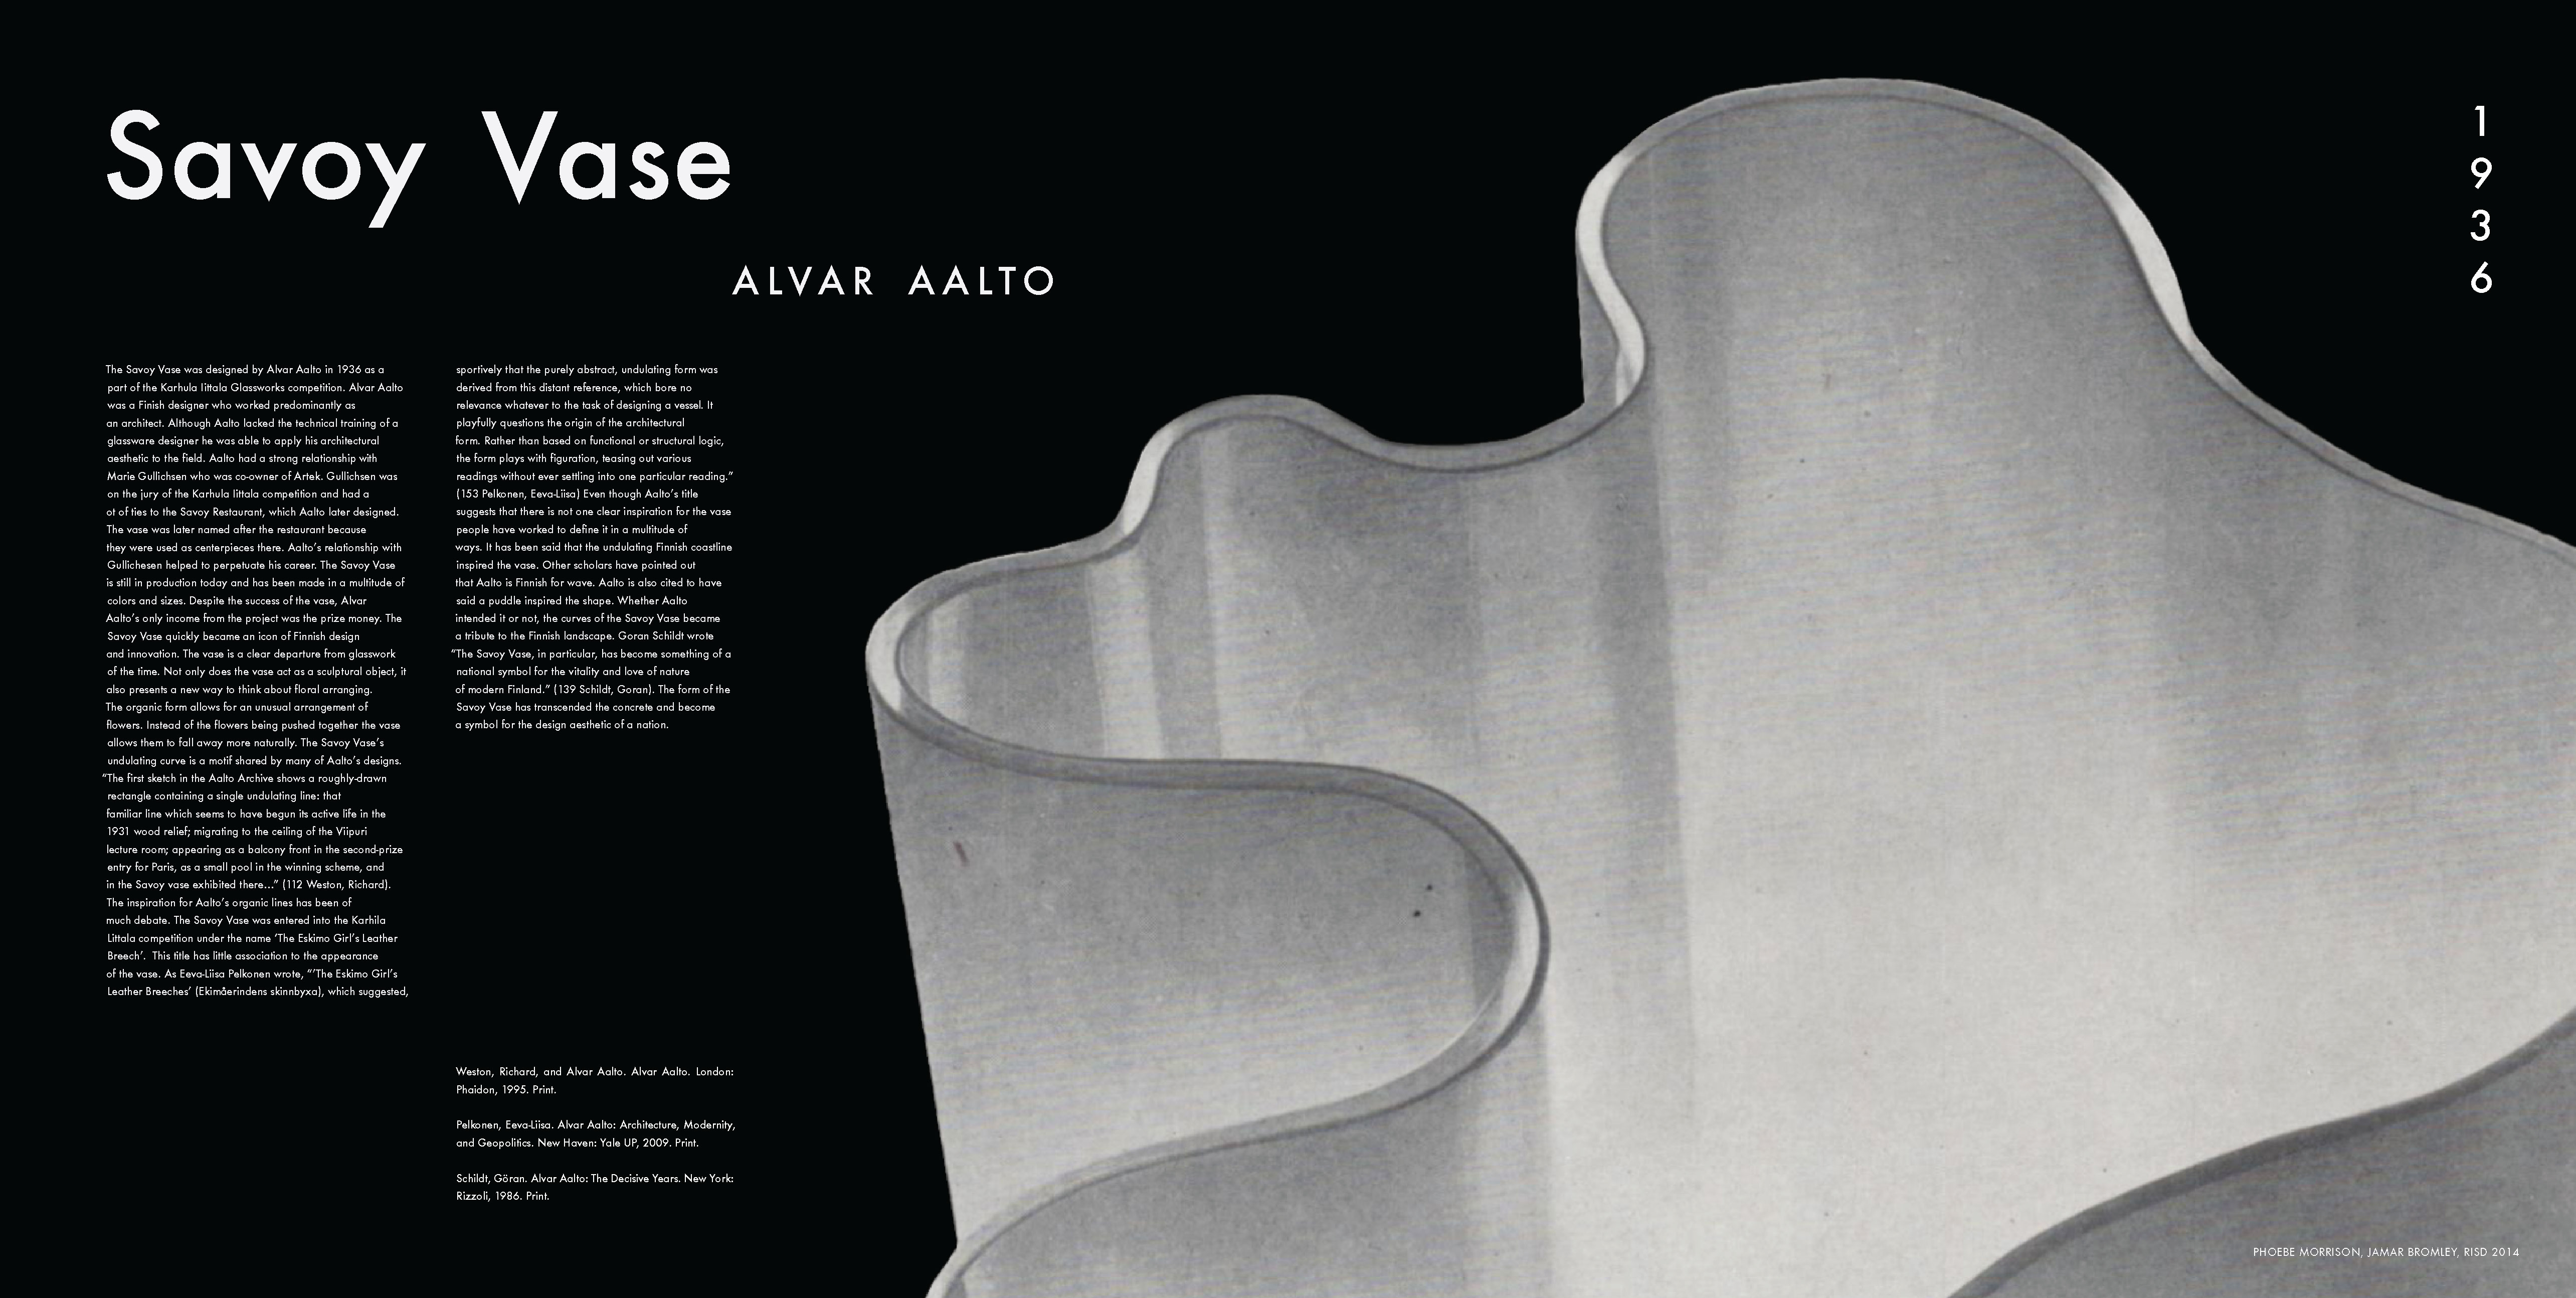 Savoy Vase
ALVAR AALTO
1
9
3
6
The Savoy Vase was designed by Alvar Aalto in 1936 as a
part of the Karhula Iittala Glassworks competition. Alvar Aalto
was a Finish designer who worked predominantly as
an architect. Although Aalto lacked the technical training of a
glassware designer he was able to apply his architectural
aesthetic to the field. Aalto had a strong relationship with
Marie Gullichsen who was co-owner of Artek. Gullichsen was
on the jury of the Karhula Iittala competition and had a
ot of ties to the Savoy Restaurant, which Aalto later designed.
The vase was later named after the restaurant because
they were used as centerpieces there. Aalto's relationship with
Gullichesen helped to perpetuate his career. The Savoy Vase
is still in production today and has been made in a multitude of
colors and sizes. Despite the success of the vase, Alvar
Aalto's only income from the project was the prize money. The
Savoy Vase quickly became an icon of Finnish design
and innovation. The vase is a clear departure from glasswork
of the time. Not only does the vase act as a sculptural object, it
also presents a new way to think about floral arranging.
The organic form allows for an unusual arrangement of
flowers. Instead of the flowers being pushed together the vase
allows them to fall away more naturally. The Savoy Vase's
undulating curve is a motif shared by many of Aalto's designs.
"The first sketch in the Aalto Archive shows a roughly-drawn
rectangle containing a single undulating line: that
familiar line which seems to have begun its active life in the
1931 wood relief; migrating to the ceiling of the Viipuri
lecture room; appearing as a balcony front in the second-prize
entry for Paris, as a small pool in the winning scheme, and
in the Savoy vase exhibited there..." (112 Weston, Richard).
The inspiration for Aalto's organic lines has been of
much debate. The Savoy Vase was entered into the Karhila
Littala competition under the name 'The Eskimo Girl's Leather
Breech'.  This title has little association to the appearance
of the vase. As Eeva-Liisa Pelkonen wrote, "'The Eskimo Girl's
Leather Breeches' (Ekimåerindens skinnbyxa), which suggested,
sportively that the purely abstract, undulating form was
derived from this distant reference, which bore no
relevance whatever to the task of designing a vessel. It
playfully questions the origin of the architectural
form. Rather than based on functional or structural logic,
the form plays with figuration, teasing out various
readings without ever settling into one particular reading."
(153 Pelkonen, Eeva-Liisa) Even though Aalto's title
suggests that there is not one clear inspiration for the vase
people have worked to define it in a multitude of
ways. It has been said that the undulating Finnish coastline
inspired the vase. Other scholars have pointed out
that Aalto is Finnish for wave. Aalto is also cited to have
said a puddle inspired the shape. Whether Aalto
intended it or not, the curves of the Savoy Vase became
a tribute to the Finnish landscape. Goran Schildt wrote
"The Savoy Vase, in particular, has become something of a
national symbol for the vitality and love of nature
of modern Finland." (139 Schildt, Goran). The form of the
Savoy Vase has transcended the concrete and become
a symbol for the design aesthetic of a nation.
Weston, Richard, and Alvar Aalto. Alvar Aalto. London:
Phaidon, 1995. Print.
Pelkonen, Eeva-Liisa. Alvar Aalto: Architecture, Modernity,
and Geopolitics. New Haven: Yale UP, 2009. Print.
Schildt, Göran. Alvar Aalto: The Decisive Years. New York:
Rizzoli, 1986. Print.
PHOEBE MORRISON, JAMAR BROMLEY, RISD 2014